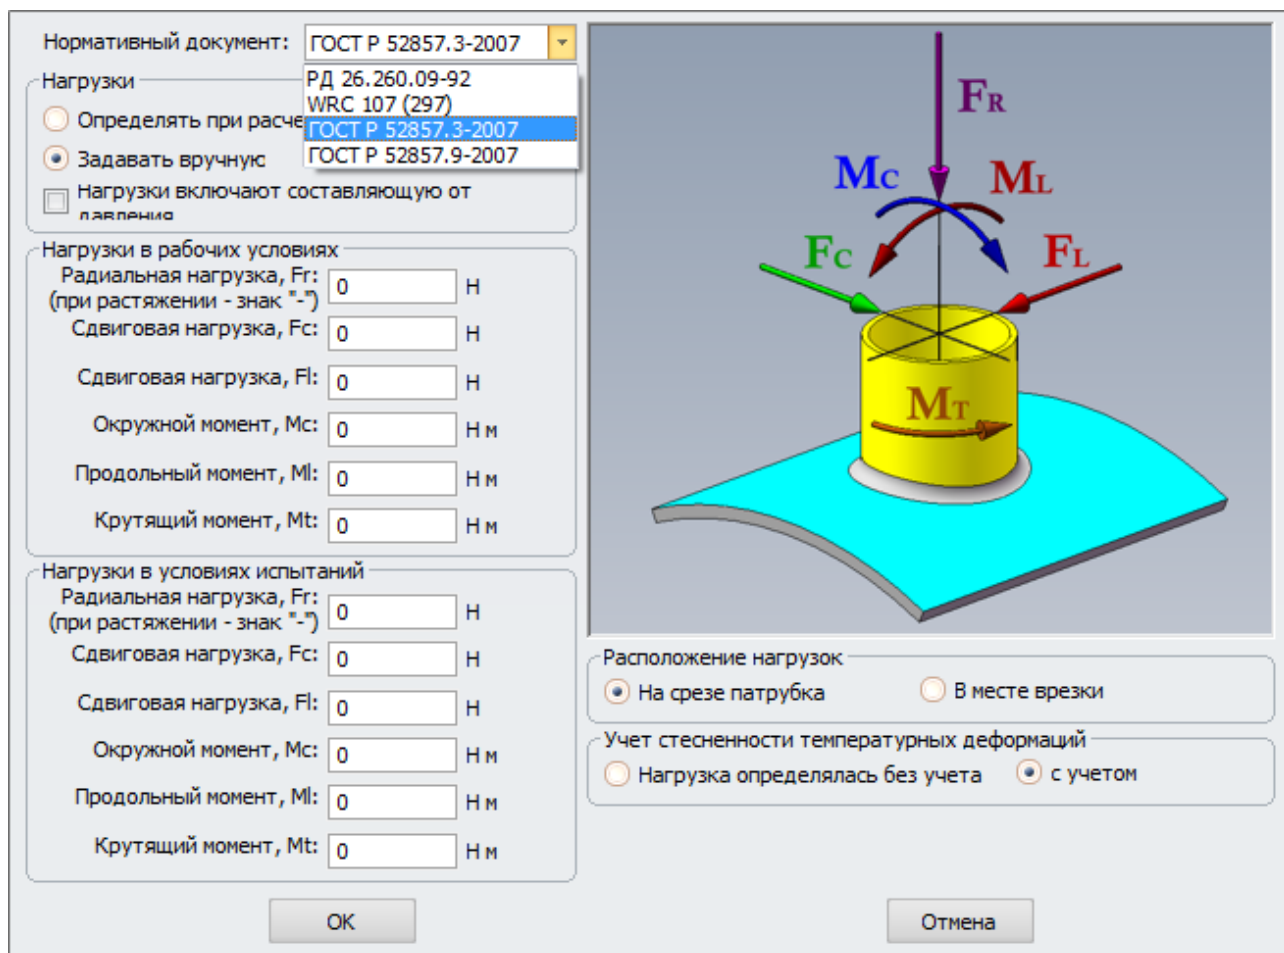 Нормативный документ: ГОСТ Р 52857.3-2007
РД 26.260.09-92
WRC 107 (297)
ГОСТ Р 52857.3-2007
ГОСТ Р 52857.9-2007
Нагрузки
Определять при расче
Задавать вручную
Нагрузки включают составляющую от
давления
Нагрузки в рабочих условиях
Радиальная нагрузка, Fr:
(при растяжении - знак "-")
0 Н
Сдвиговая нагрузка, Fc: 0 Н
Сдвиговая нагрузка, Fl: 0 Н
Окружной момент, Mc: 0 Н м
Продольный момент, Ml: 0 Н м
Крутящий момент, Mt: 0 Н м
Нагрузки в условиях испытаний
Радиальная нагрузка, Fr:
(при растяжении - знак "-")
0 Н
Сдвиговая нагрузка, Fc: 0 Н
Сдвиговая нагрузка, Fl: 0 Н
Окружной момент, Mc: 0 Н м
Продольный момент, Ml: 0 Н м
Крутящий момент, Mt: 0 Н м
FR
MC ML
FC FL
MT
Расположение нагрузок
На срезе патрубка В месте врезки
Учет стесненности температурных деформаций
Нагрузка определялась без учета с учетом
OK Отмена